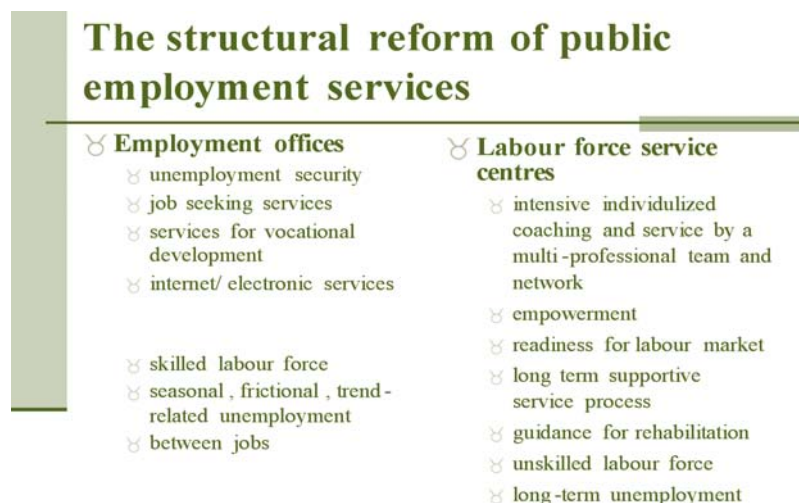 The structural reform of public
employment services
Employment offices
unemployment security
job seeking services
services for vocational
development
internet/ electronic services
skilled labour force
seasonal , frictional , trend-
related unemployment
between jobs
Labour force service
centres
intensive individulized
coaching and service by a
multi-professional team and
network
empowerment
readiness for labour market
long term supportive
service process
guidance for rehabilitation
unskilled labour force
long-term unemployment